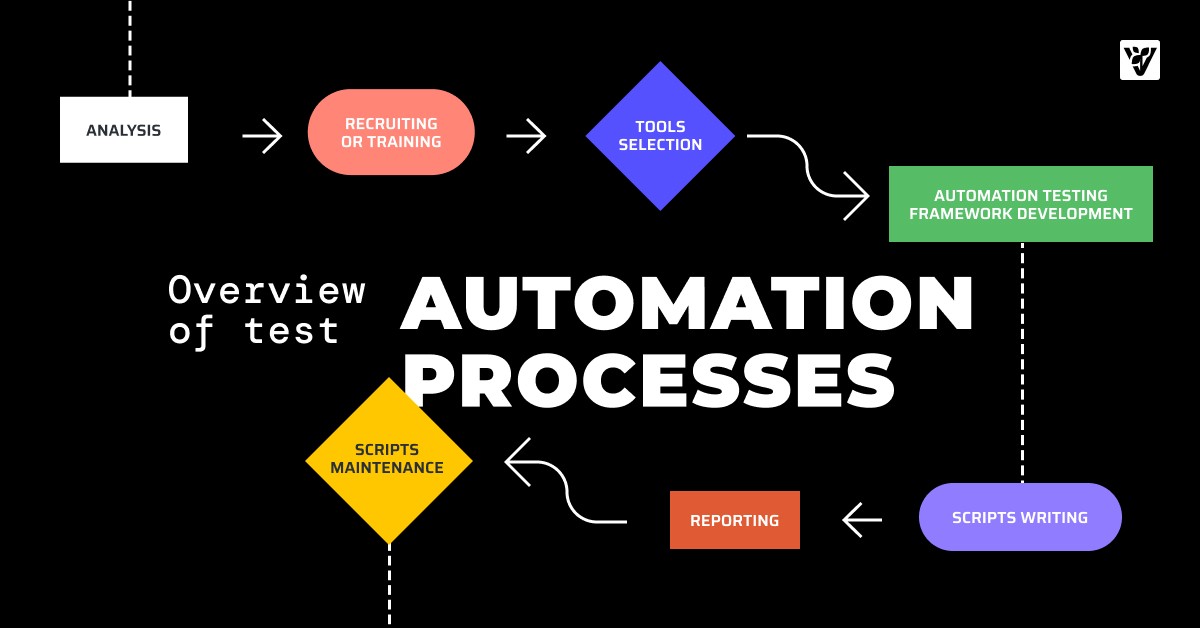 ANALYSIS
RECRUITING
OR TRAINING
TOOLS
SELECTION
AUTOMATION TESTING
FRAMEWORK DEVELOPMENT
Overview
of test
AUTOMATION
PROCESSES
SCRIPTS
MAINTENANCE
REPORTING
SCRIPTS WRITING